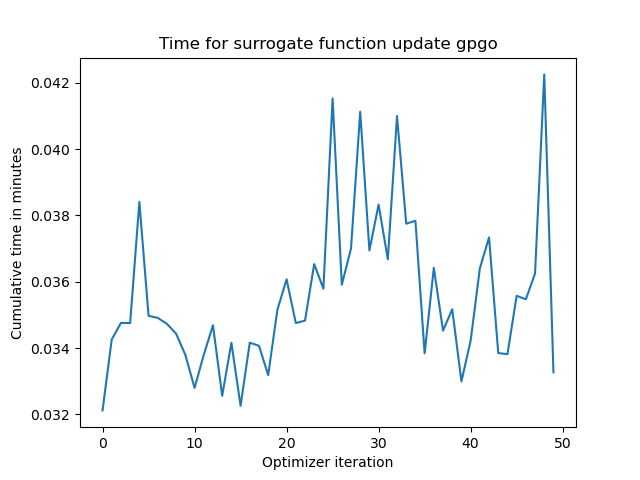 Time for surrogate function update gpgo
0.042
0.040
0.038
0.036
0.034
0.032
Cumulative time in minutes
0 10 20 30 40 50
Optimizer iteration